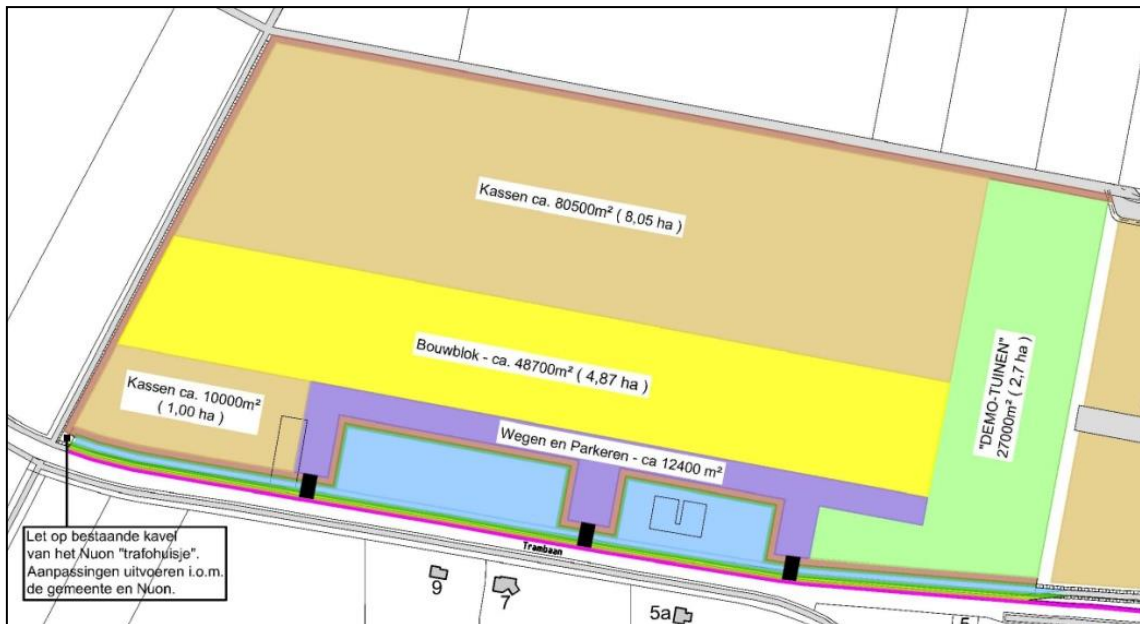 Kassen ca. 80500m² ( 8,05 ha )
Bouwblok - ca. 48700m² ( 4,87 ha )
Kassen ca. 10000m²
( 1,00 ha )
Wegen en Parkeren - ca 12400 m²
"DEMO-TUINEN"
27000m² ( 2,7 ha )
Let op bestaande kavel
van het Nuon "trafohuisje".
Aanpassingen uitvoeren i.o.m.
de gemeente en Nuon.
Trambaan
9
7
5a